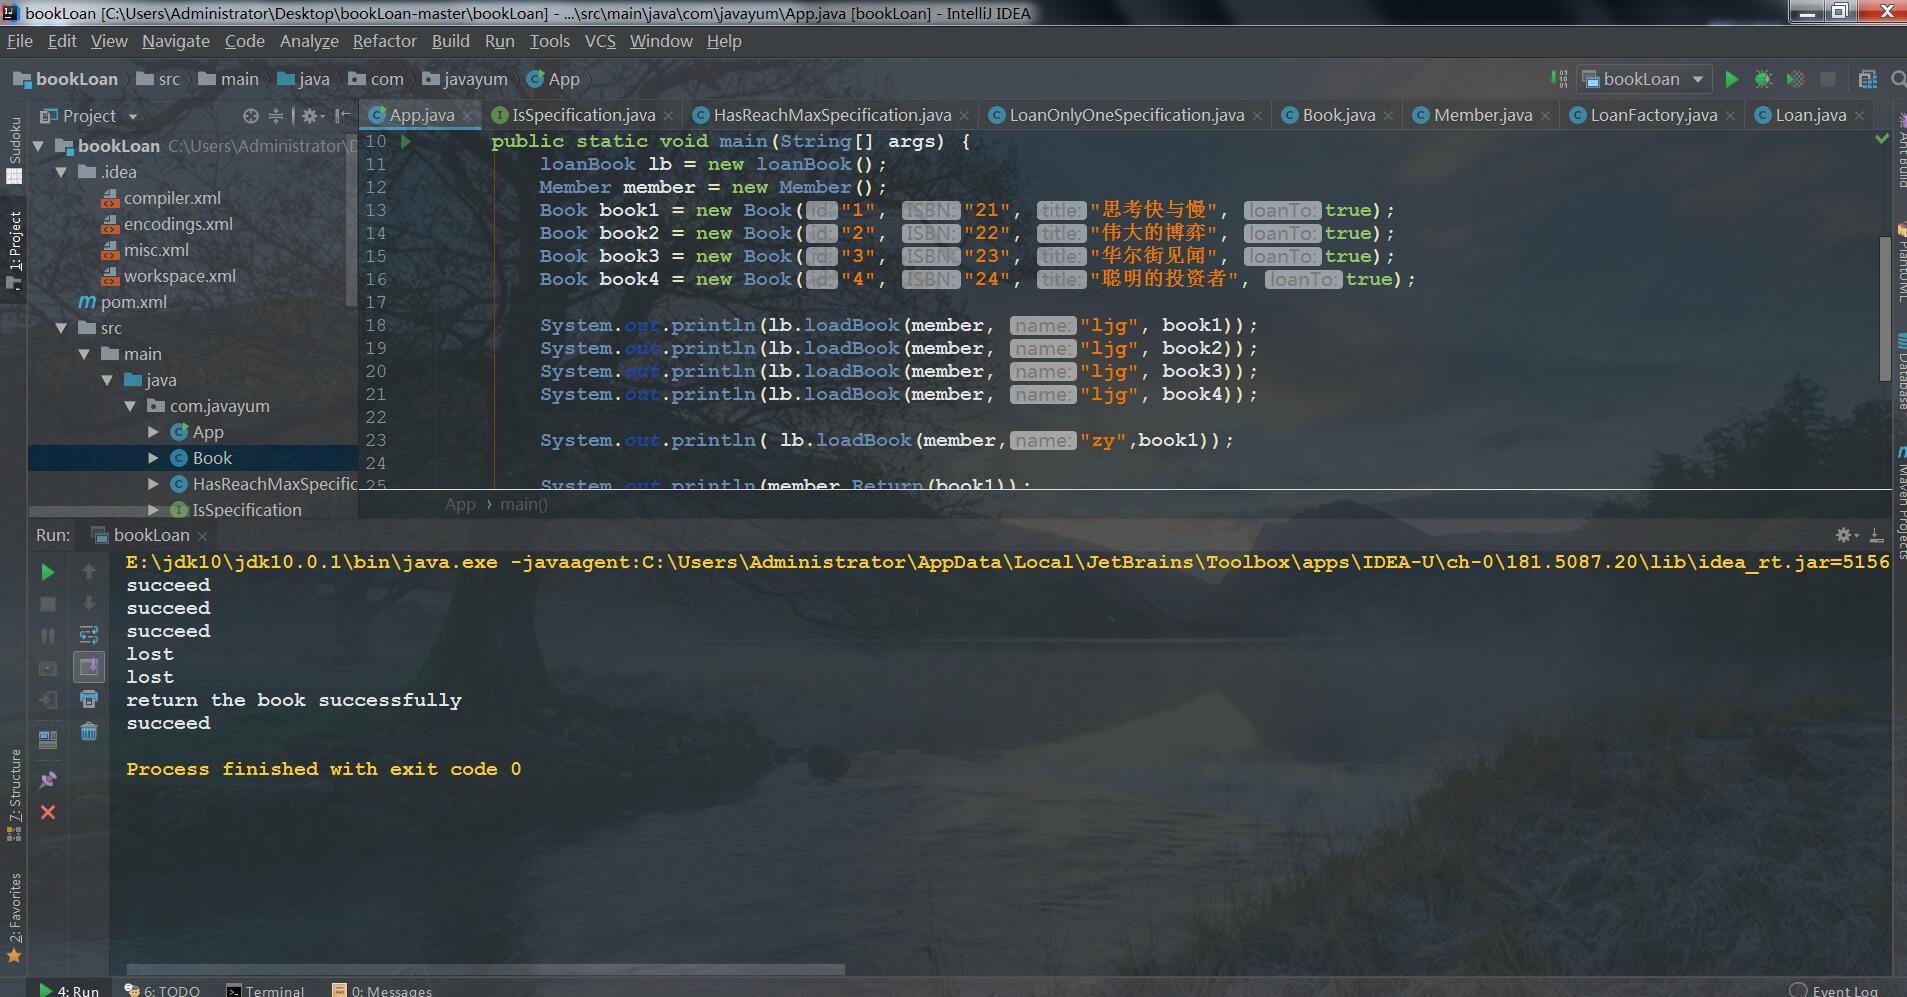 bookLoan [C:\Users\Administrator\Desktop\bookLoan-master\bookLoan] - ...\src\main\java\com\javayum\App.java [bookLoan] - IntelliJ IDEA
File Edit View Navigate Code Analyze Refactor Build Run Tools VCS Window Help
bookLoan src main java com javayum App
bookLoan
Project
App.java IsSpecification.java HasReachMaxSpecification.java LoanOnlyOneSpecification.java Book.java Member.java LoanFactory.java Loan.java
Sudoku
1: Project
bookLoan C:\Users\Administrator\D
.idea
compiler.xml
encodings.xml
misc.xml
workspace.xml
pom.xml
src
main
java
com.javayum
App
Book
HasReachMaxSpecific
IsSpecification
10 public static void main(String[] args) {
11 loanBook lb = new loanBook();
12 Member member = new Member();
13 Book book1 = new Book(id: "1", ISBN: "21", title: "思考快与慢", loanTo: true);
14 Book book2 = new Book(id: "2", ISBN: "22", title: "伟大的博弈", loanTo: true);
15 Book book3 = new Book(id: "3", ISBN: "23", title: "华尔街见闻", loanTo: true);
16 Book book4 = new Book(id: "4", ISBN: "24", title: "聪明的投资者", loanTo: true);
17
18 System.out.println(lb.loadBook(member, name: "ljg", book1));
19 System.out.println(lb.loadBook(member, name: "ljg", book2));
20 System.out.println(lb.loadBook(member, name: "ljg", book3));
21 System.out.println(lb.loadBook(member, name: "ljg", book4));
22
23 System.out.println( lb.loadBook(member, name: "zy",book1));
24
25 System.out.println(member.Return(book1));
App › main()
Ant Build
PlantUML
Database
Maven Projects
Run: bookLoan
E:\jdk10\jdk10.0.1\bin\java.exe -javaagent:C:\Users\Administrator\AppData\Local\JetBrains\Toolbox\apps\IDEA-U\ch-0\181.5087.20\lib\idea_rt.jar=5156
succeed
succeed
succeed
lost
lost
return the book successfully
succeed
Process finished with exit code 0
7: Structure
2: Favorites
4: Run 6: TODO Terminal 0: Messages Event Log